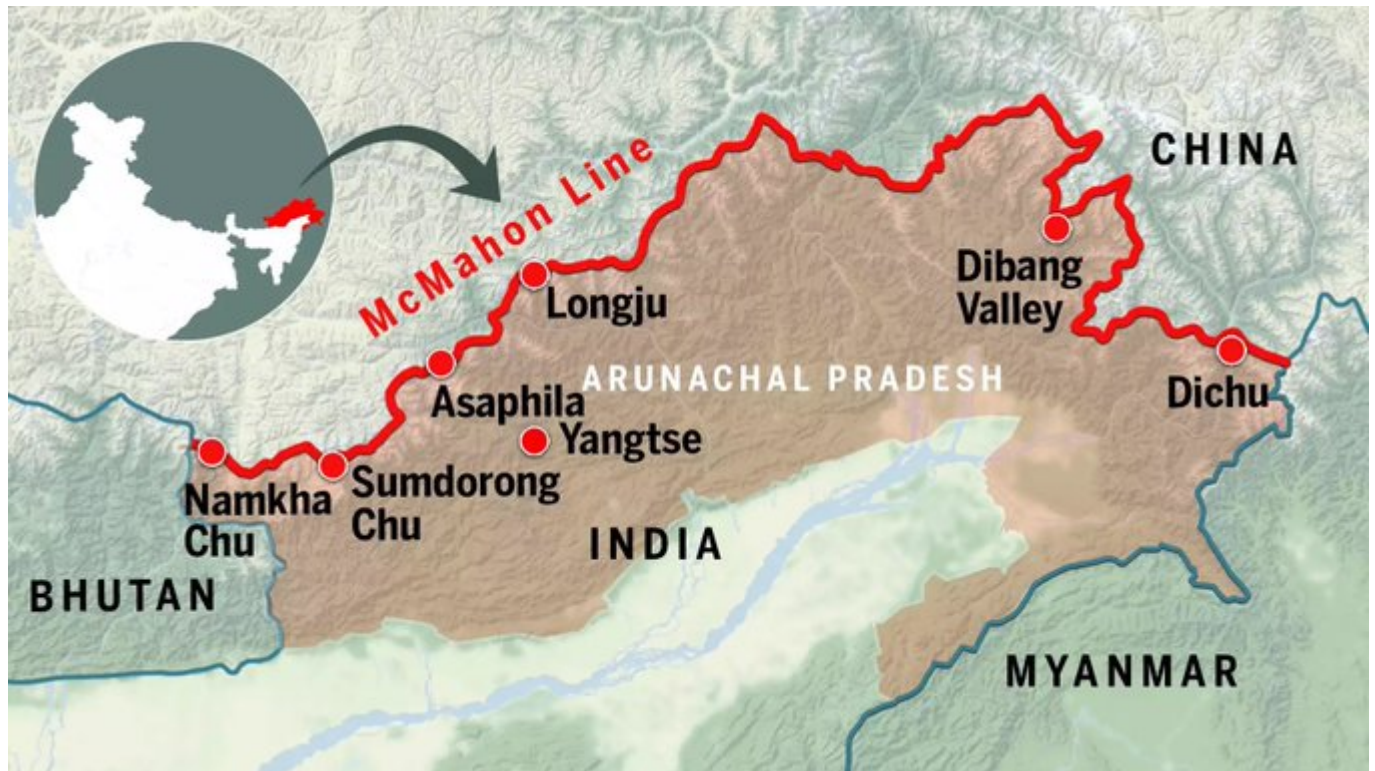 CHINA
McMahon Line
Dibang
Valley
Longju
ARUNACHAL PRADESH
Dichu
Asaphila
Yangtse
Namkha
Chu
Sumdorong
Chu
INDIA
BHUTAN
MYANMAR